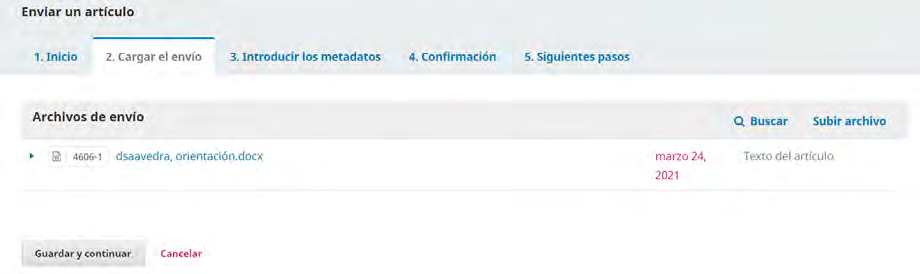 Enviar un artículo
1. Inicio 2. Cargar el envío 3. Introducir los metadatos 4. Confirmación 5. Siguientes pasos
Archivos de envío
Buscar Subir archivo
4606-1 dsaavedra, orientación.docx marzo 24, Texto del artículo
2021
Guardar y continuar Cancelar